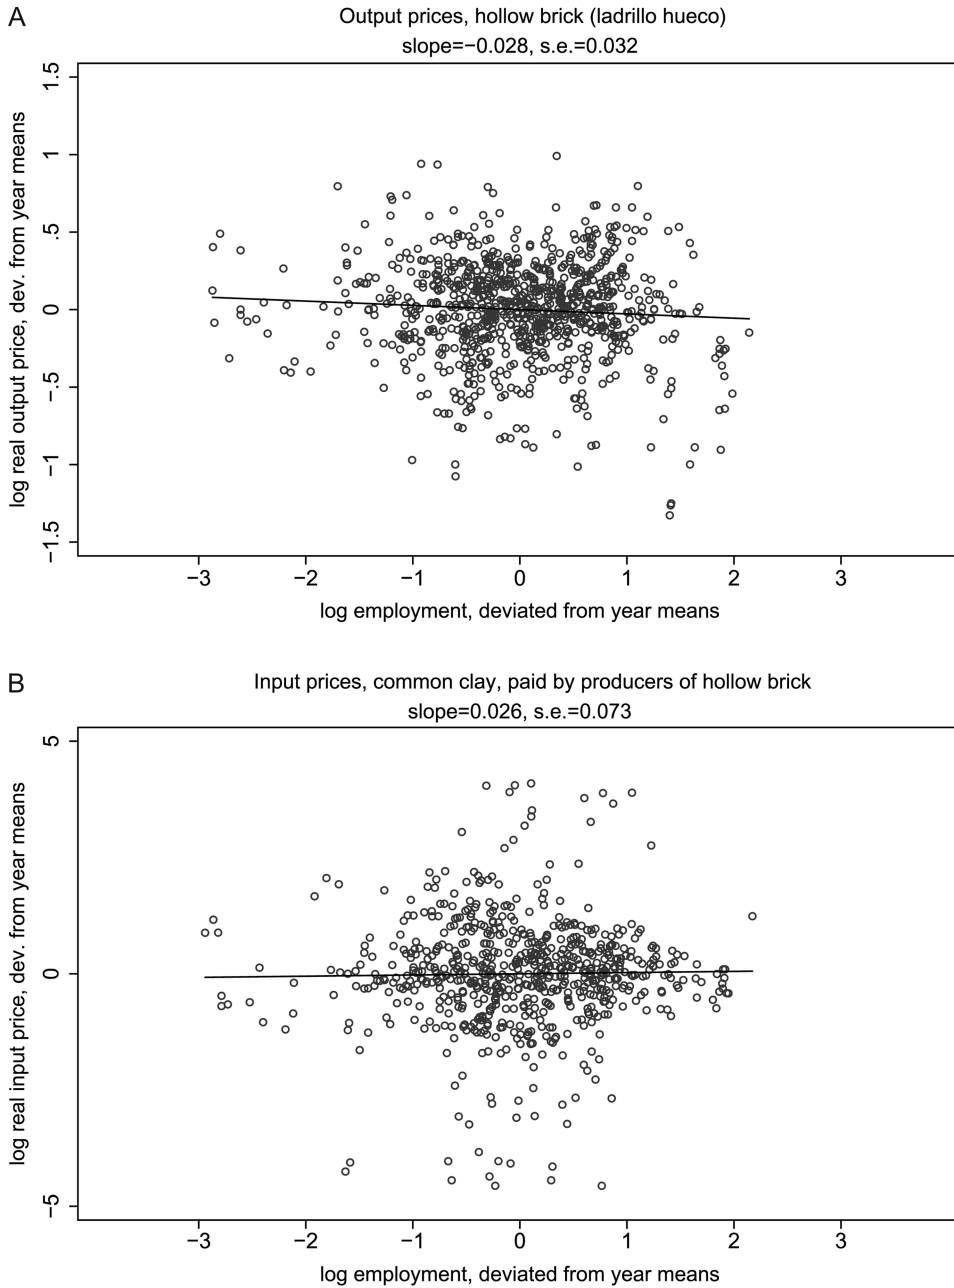 A
Output prices, hollow brick (ladrillo hueco)
slope=−0.028, s.e.=0.032
log real output price, dev. from year means
1.5
1
.5
0
−.5
−1
−1.5
−3 −2 −1 0 1 2 3
log employment, deviated from year means
B
Input prices, common clay, paid by producers of hollow brick
slope=0.026, s.e.=0.073
log real input price, dev. from year means
5
0
−5
−3 −2 −1 0 1 2 3
log employment, deviated from year means